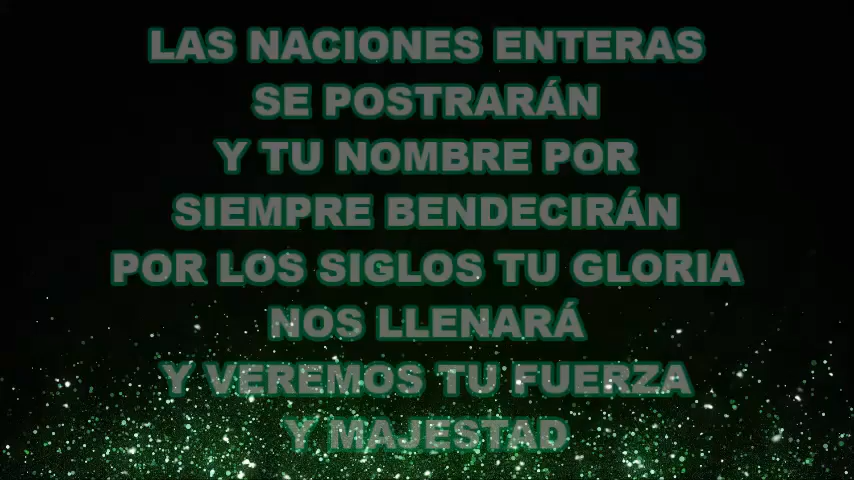 LAS NACIONES ENTERAS
SE POSTRARÁN
Y TU NOMBRE POR
SIEMPRE BENDECIRÁN
POR LOS SIGLOS TU GLORIA
NOS LLENARÁ
Y VEREMOS TU FUERZA
Y MAJESTAD